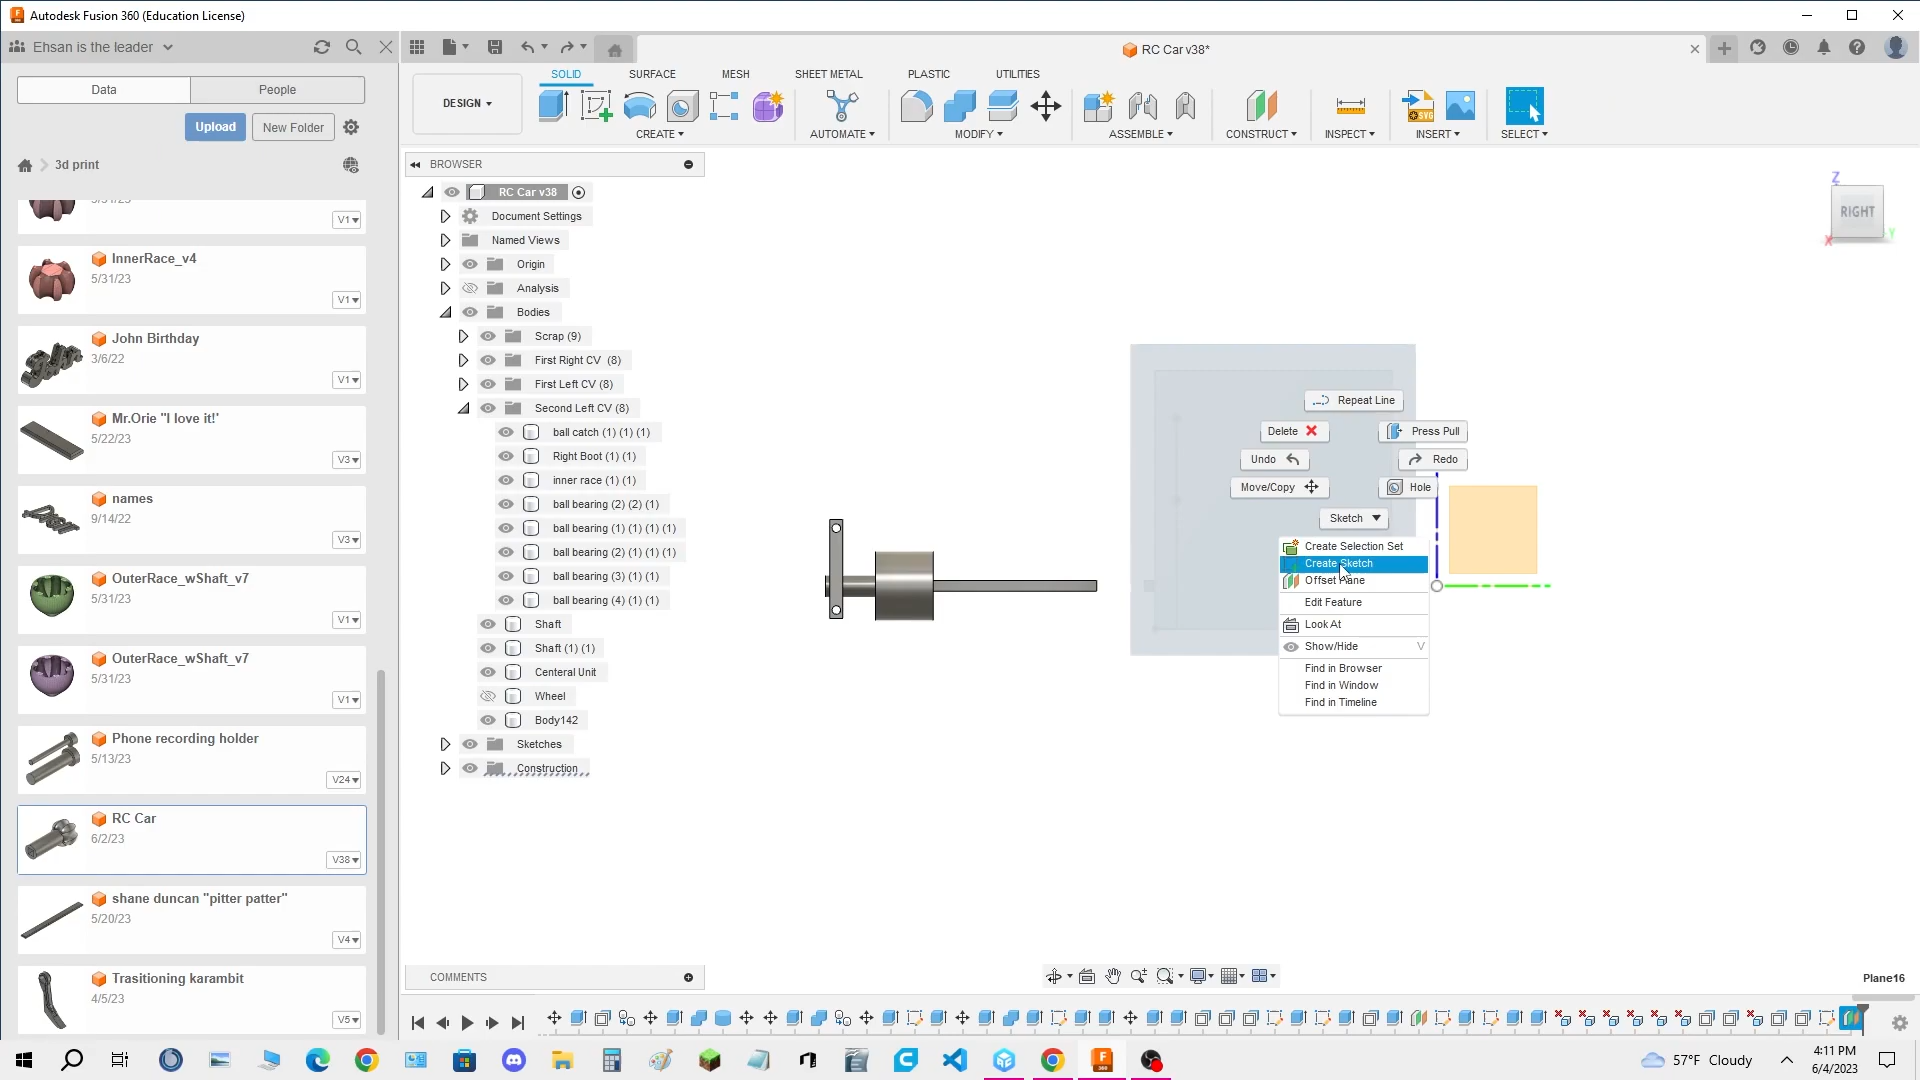 Autodesk Fusion 360 (Education License)
Ehsan is the leader
RC Car v38*
Data
People
Upload
New Folder
3d print
V1
InnerRace_v4
5/31/23
V1
John Birthday
3/6/22
V1
Mr.Orie "I love it!'
5/22/23
V3
names
9/14/22
V3
OuterRace_wShaft_v7
5/31/23
V1
OuterRace_wShaft_v7
5/31/23
V1
Phone recording holder
5/13/23
V24
RC Car
6/2/23
V38
shane duncan "pitter patter"
5/20/23
V4
Trasitioning karambit
4/5/23
V5
DESIGN
SOLID
SURFACE
MESH
SHEET METAL
PLASTIC
UTILITIES
CREATE
AUTOMATE
MODIFY
ASSEMBLE
CONSTRUCT
INSPECT
INSERT
SELECT
SVG
BROWSER
RC Car v38
Document Settings
Named Views
Origin
Analysis
Bodies
Scrap (9)
First Right CV (8)
First Left CV (8)
Second Left CV (8)
ball catch (1) (1) (1)
Right Boot (1) (1)
inner race (1) (1)
ball bearing (2) (2) (1)
ball bearing (1) (1) (1) (1)
ball bearing (2) (1) (1) (1)
ball bearing (3) (1) (1)
ball bearing (4) (1) (1)
Shaft
Shaft (1) (1)
Centeral Unit
Wheel
Body142
Sketches
Construction
Z
RIGHT
X
Y
Repeat Line
Delete
Press Pull
Undo
Redo
Move/Copy
Hole
Sketch
Create Selection Set
Create Sketch
Offset Plane
Edit Feature
Look At
Show/Hide V
Find in Browser
Find in Window
Find in Timeline
COMMENTS
Plane16
57°F Cloudy
4:11 PM
6/4/2023